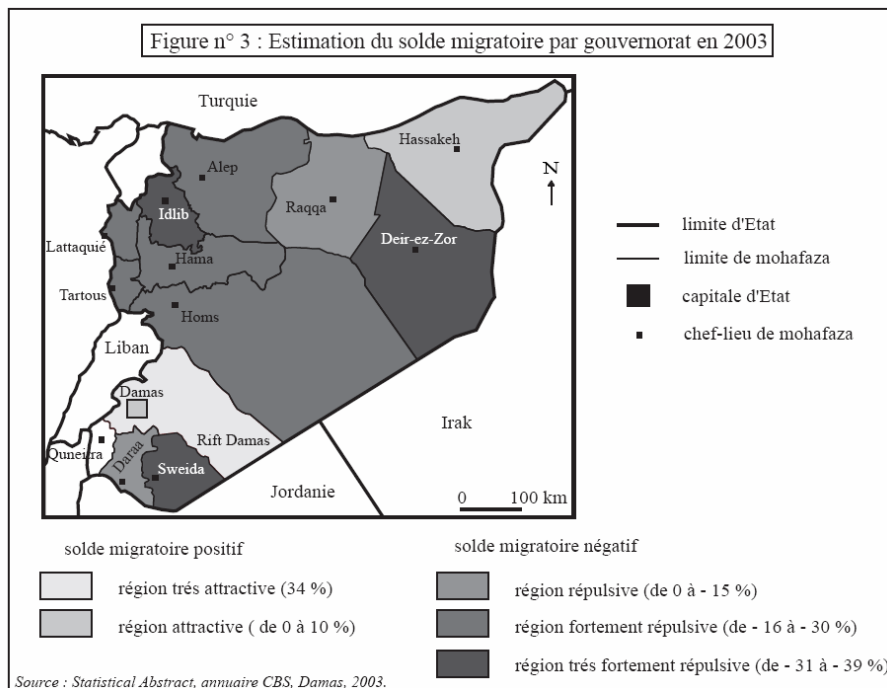 Figure n° 3 : Estimation du solde migratoire par gouvernorat en 2003
Turquie
Hassakeh
N
Alep
Raqqa
Idlib
Deir-ez-Zor
Lattaquié
Hama
Tartous
Homs
Liban
Damas
Irak
Rift Damas
Quneitra
Daraa
Sweida
Jordanie
0 100 km
limite d'Etat
limite de mohafaza
capitale d'Etat
chef-lieu de mohafaza
solde migratoire positif
région trés attractive (34 %)
région attractive ( de 0 à 10 %)
solde migratoire négatif
région répulsive (de 0 à - 15 %)
région fortement répulsive (de - 16 à - 30 %)
région trés fortement répulsive (de - 31 à - 39 %)
Source : Statistical Abstract, annuaire CBS, Damas, 2003.